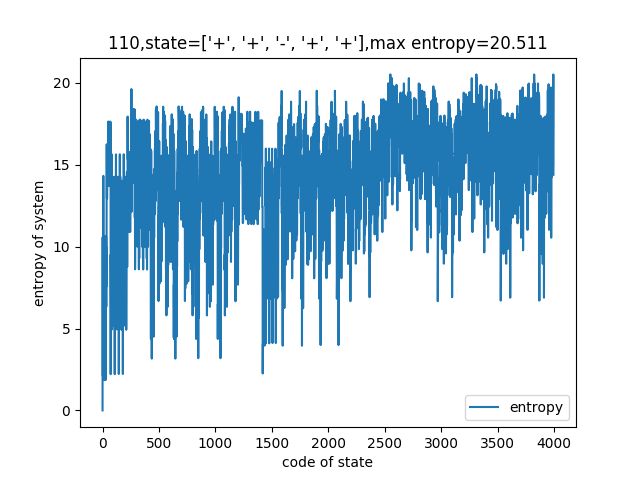 110,state=['+', '+', '-', '+', '+'],max entropy=20.511
entropy of system
20
15
10
5
0
entropy
0 500 1000 1500 2000 2500 3000 3500 4000
code of state